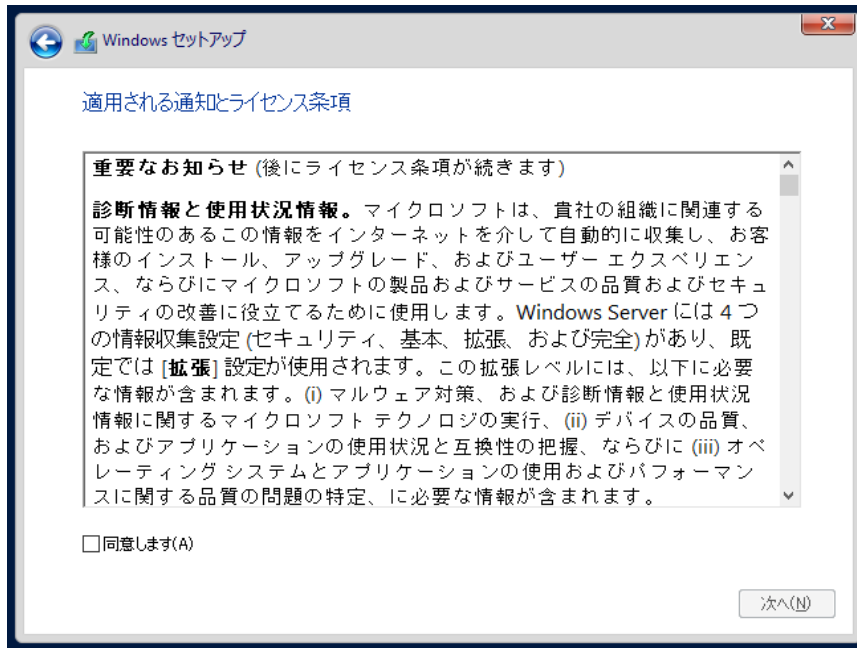 Windows セットアップ
適用される通知とライセンス条項
重要なお知らせ (後にライセンス条項が続きます)
診断情報と使用状況情報。マイクロソフトは、貴社の組織に関連する
可能性のあるこの情報をインターネットを介して自動的に収集し、お客
様のインストール、アップグレード、およびユーザー エクスペリエン
ス、ならびにマイクロソフトの製品およびサービスの品質およびセキュ
リティの改善に役立てるために使用します。Windows Server には 4 つ
の情報収集設定 (セキュリティ、基本、拡張、および完全) があり、既
定では [拡張] 設定が使用されます。この拡張レベルには、以下に必要
な情報が含まれます。(i) マルウェア対策、および診断情報と使用状況
情報に関するマイクロソフト テクノロジの実行、(ii) デバイスの品質、
およびアプリケーションの使用状況と互換性の把握、ならびに (iii) オペ
レーティング システムとアプリケーションの使用およびパフォーマン
スに関する品質の問題の特定、に必要な情報が含まれます。
同意します(A)
次へ(N)